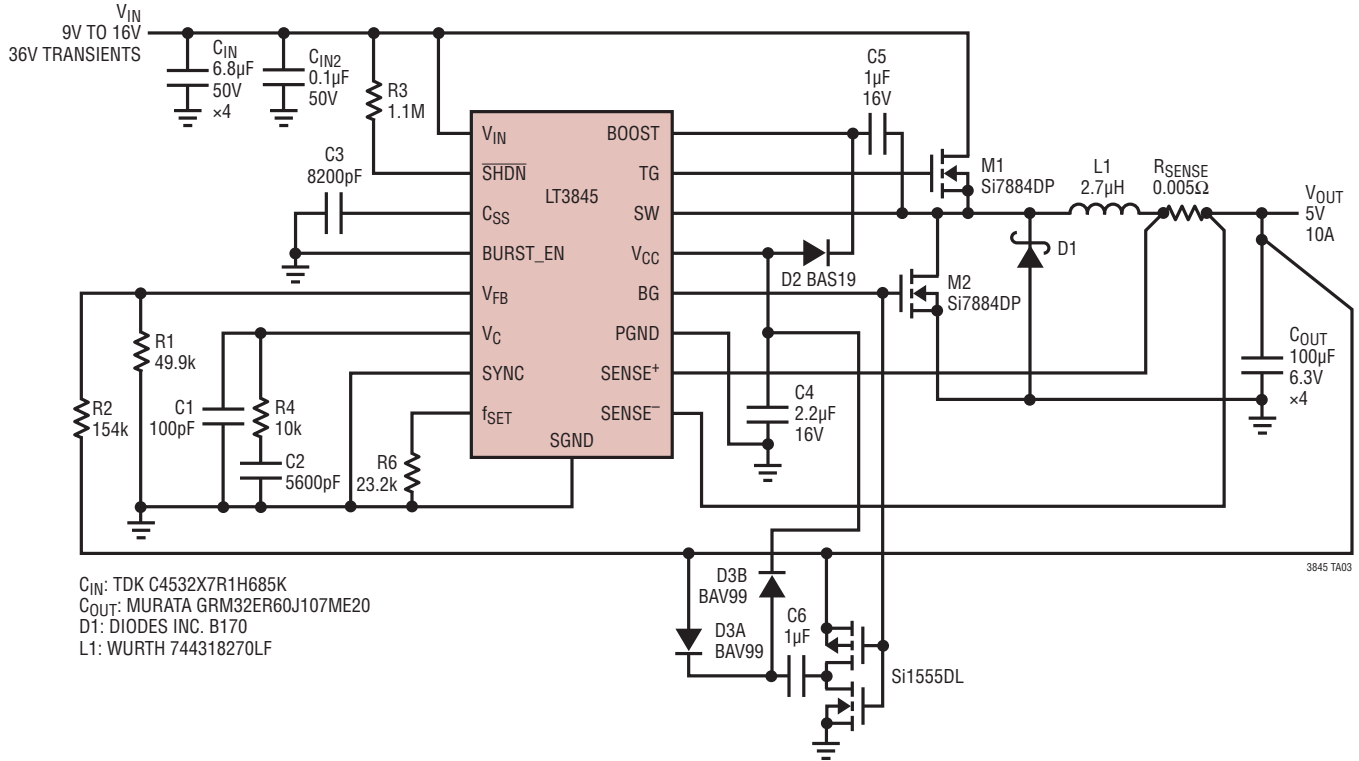 VIN
9V TO 16V
36V TRANSIENTS
CIN
6.8µF
50V
×4
CIN2
0.1µF
50V
R3
1.1M
C5
1µF
16V
M1
Si7884DP
L1
2.7µH
RSENSE
0.005Ω
VOUT
5V
10A
C3
8200pF
LT3845
VIN
SHDN
CSS
BURST_EN
VFB
VC
SYNC
fSET
SGND
BOOST
TG
SW
VCC
BG
PGND
SENSE+
SENSE–
D2 BAS19
M2
Si7884DP
D1
COUT
100µF
6.3V
×4
R1
49.9k
R2
154k
C1
100pF
R4
10k
C2
5600pF
R6
23.2k
C4
2.2µF
16V
3845 TA03
D3B
BAV99
D3A
BAV99
C6
1µF
Si1555DL
CIN: TDK C4532X7R1H685K
COUT: MURATA GRM32ER60J107ME20
D1: DIODES INC. B170
L1: WURTH 744318270LF